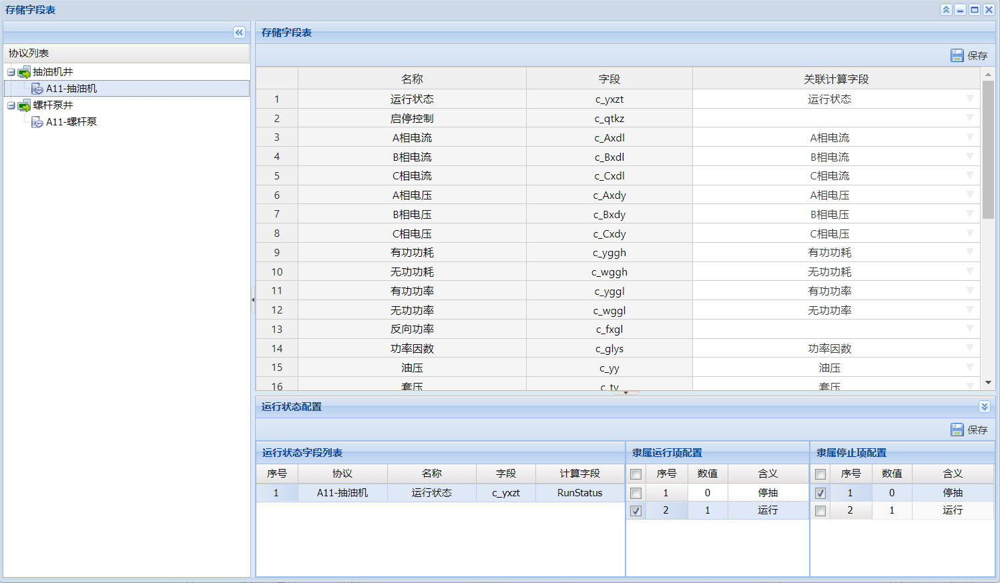 存储字段表
协议列表
抽油机井
A11-抽油机
螺杆泵井
A11-螺杆泵
存储字段表
保存
名称 字段 关联计算字段
1 运行状态 c_yxzt 运行状态
2 启停控制 c_qtkz
3 A相电流 c_Axdl A相电流
4 B相电流 c_Bxdl B相电流
5 C相电流 c_Cxdl C相电流
6 A相电压 c_Axdy A相电压
7 B相电压 c_Bxdy B相电压
8 C相电压 c_Cxdy C相电压
9 有功功耗 c_yggh 有功功耗
10 无功功耗 c_wggh 无功功耗
11 有功功率 c_yggl 有功功率
12 无功功率 c_wggl 无功功率
13 反向功率 c_fxgl
14 功率因数 c_glys 功率因数
15 油压 c_yy 油压
16 套压 c_ty 套压
运行状态配置
保存
运行状态字段列表
序号 协议 名称 字段 计算字段
1 A11-抽油机 运行状态 c_yxzt RunStatus
隶属运行项配置
序号 数值 含义
1 0 停抽
2 1 运行
隶属停止项配置
序号 数值 含义
1 0 停抽
2 1 运行